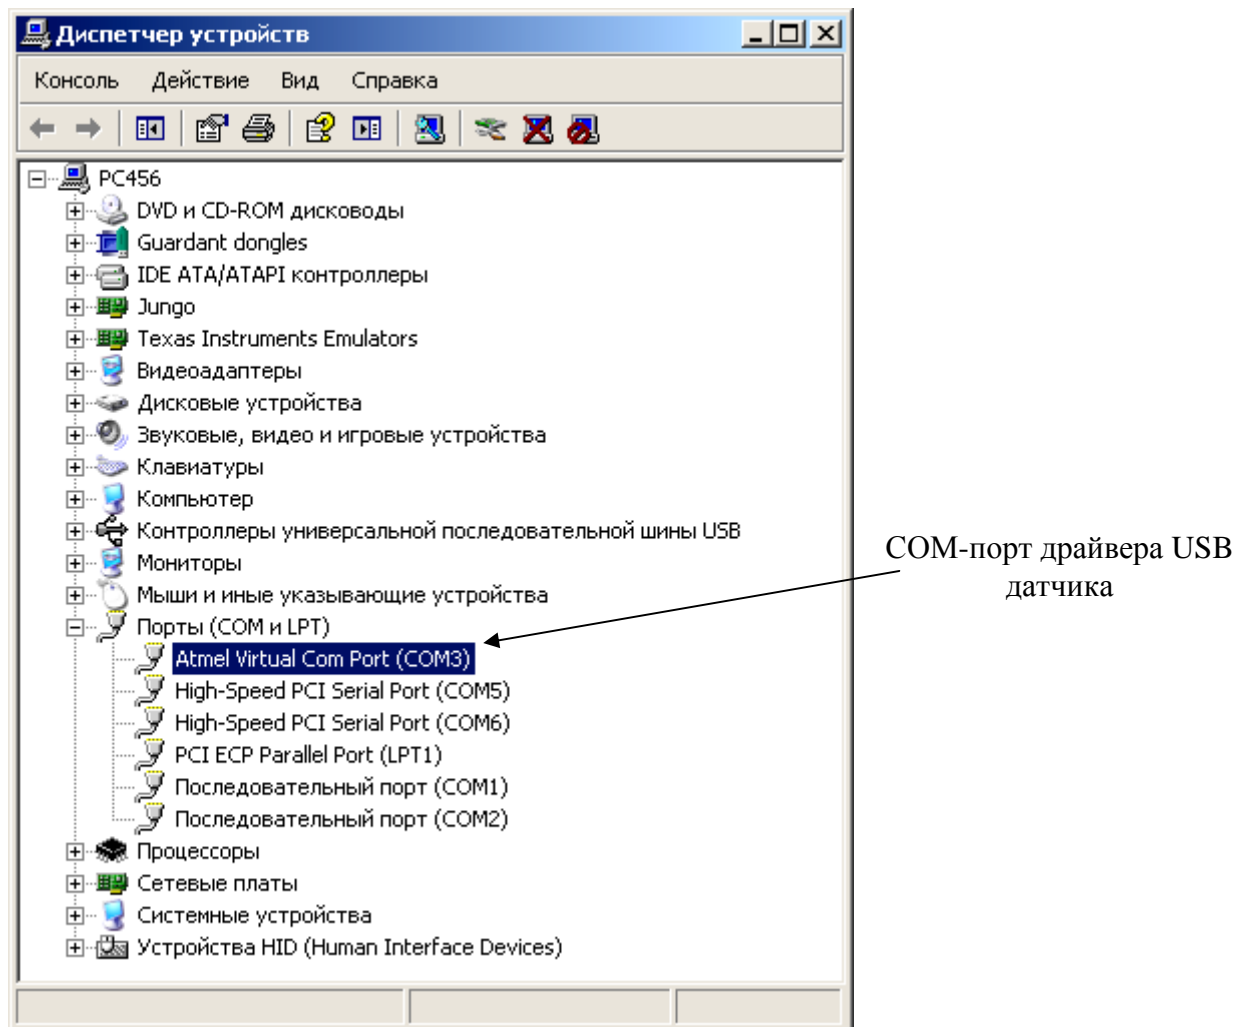 Диспетчер устройств
Консоль Действие Вид Справка
PC456
DVD и CD-ROM дисководы
Guardant dongles
IDE ATA/ATAPI контроллеры
Jungo
Texas Instruments Emulators
Видеоадаптеры
Дисковые устройства
Звуковые, видео и игровые устройства
Клавиатуры
Компьютер
Контроллеры универсальной последовательной шины USB
Мониторы
Мыши и иные указывающие устройства
Порты (COM и LPT)
Atmel Virtual Com Port (COM3)
High-Speed PCI Serial Port (COM5)
High-Speed PCI Serial Port (COM6)
PCI ECP Parallel Port (LPT1)
Последовательный порт (COM1)
Последовательный порт (COM2)
Процессоры
Сетевые платы
Системные устройства
Устройства HID (Human Interface Devices)
COM-порт драйвера USB
датчика